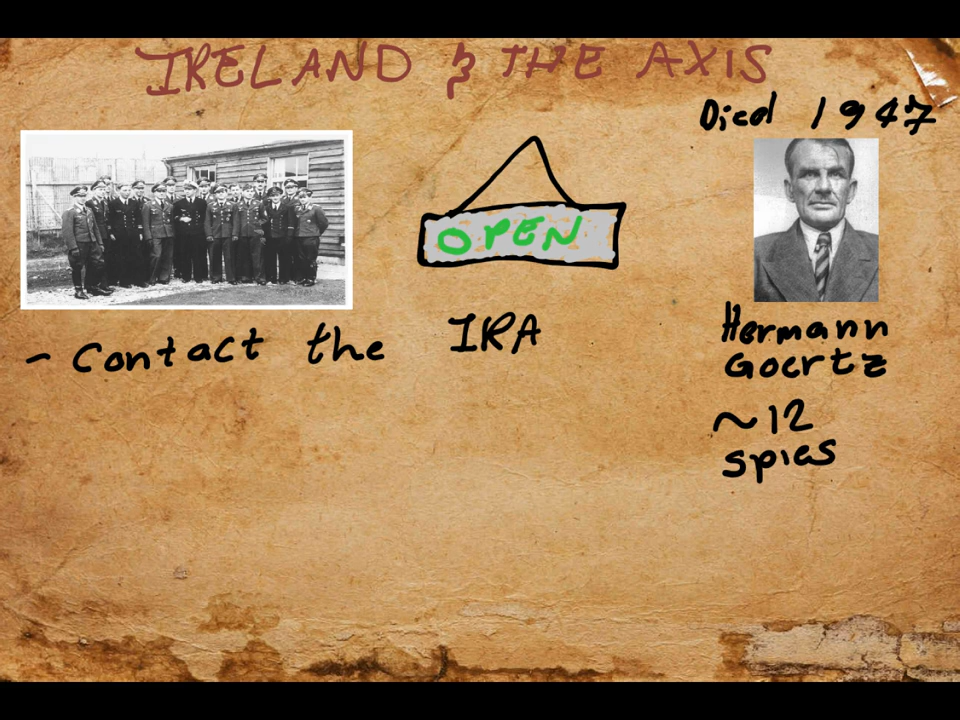 IRELAND & THE AXIS
Died 1947
OPEN
- Contact the IRA
Hermann
Goertz
~12
spies